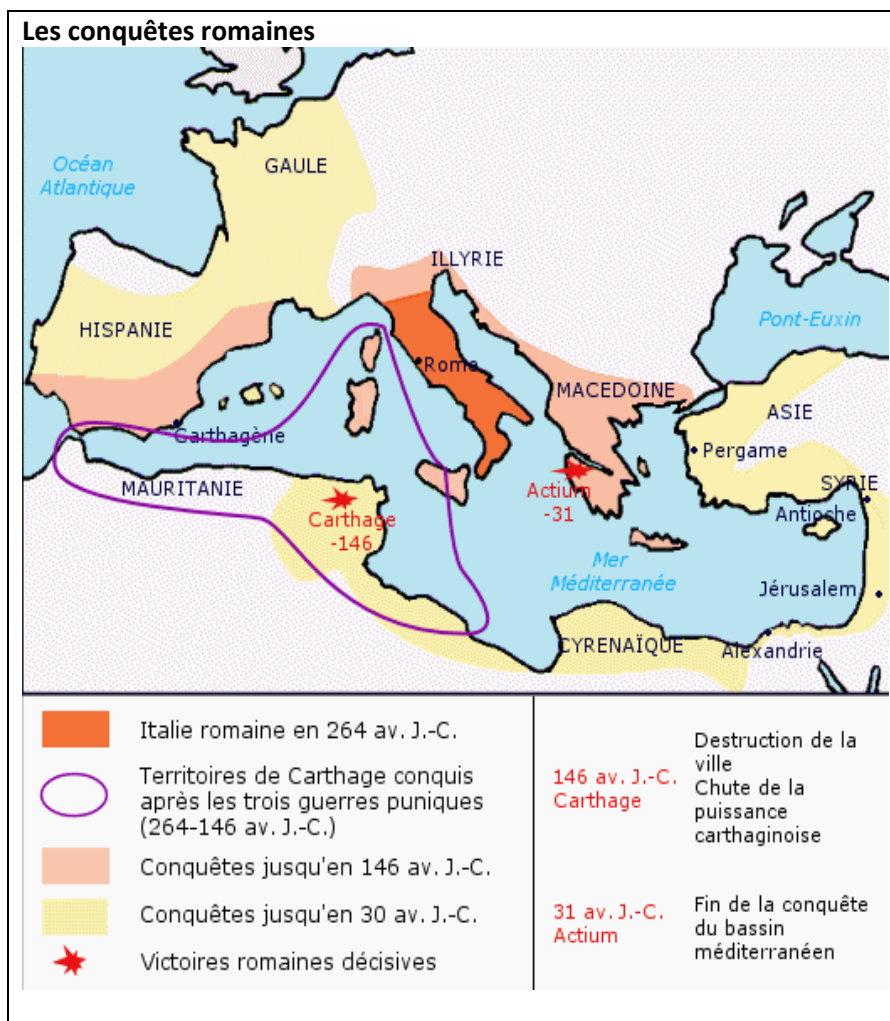 Les conquêtes romaines
Océan
Atlantique
GAULE
ILLYRIE
HISPANIE
Pont-Euxin
Rome
MACEDOINE
ASIE
Carthagène
Pergame
MAURITANIE
SYRIE
Actium
-31
Antioche
Carthage
-146
Mer
Méditerranée
Jérusalem
CYRENAÏQUE
Alexandrie
Italie romaine en 264 av. J.-C.
Territoires de Carthage conquis
après les trois guerres puniques
(264-146 av. J.-C.)
Conquêtes jusqu'en 146 av. J.-C.
Conquêtes jusqu'en 30 av. J.-C.
Victoires romaines décisives
146 av. J.-C.
Carthage
Destruction de la
ville
Chute de la
puissance
carthaginoise
31 av. J.-C.
Actium
Fin de la conquête
du bassin
méditerranéen